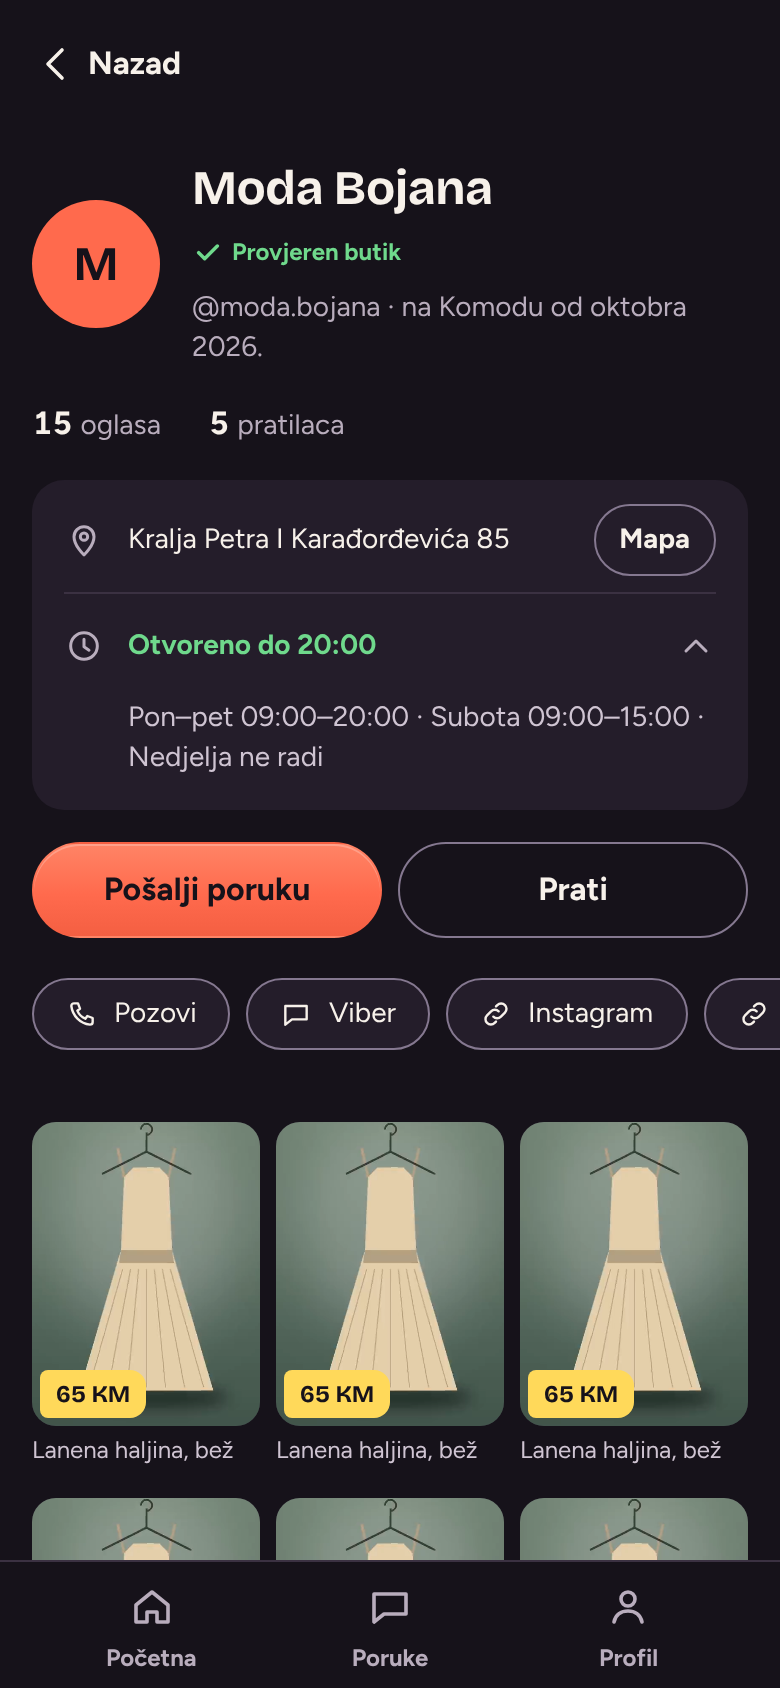 Nazad
Moda Bojana
M
Provjeren butik
@moda.bojana · na Komodu od oktobra
2026.
15 oglasa 5 pratilaca
Kralja Petra I Karađorđevića 85
Mapa
Otvoreno do 20:00
Pon–pet 09:00–20:00 · Subota 09:00–15:00 ·
Nedjelja ne radi
Pošalji poruku
Prati
Pozovi
Viber
Instagram
65 KM
65 KM
65 KM
Lanena haljina, bež
Lanena haljina, bež
Lanena haljina, bež
Početna
Poruke
Profil